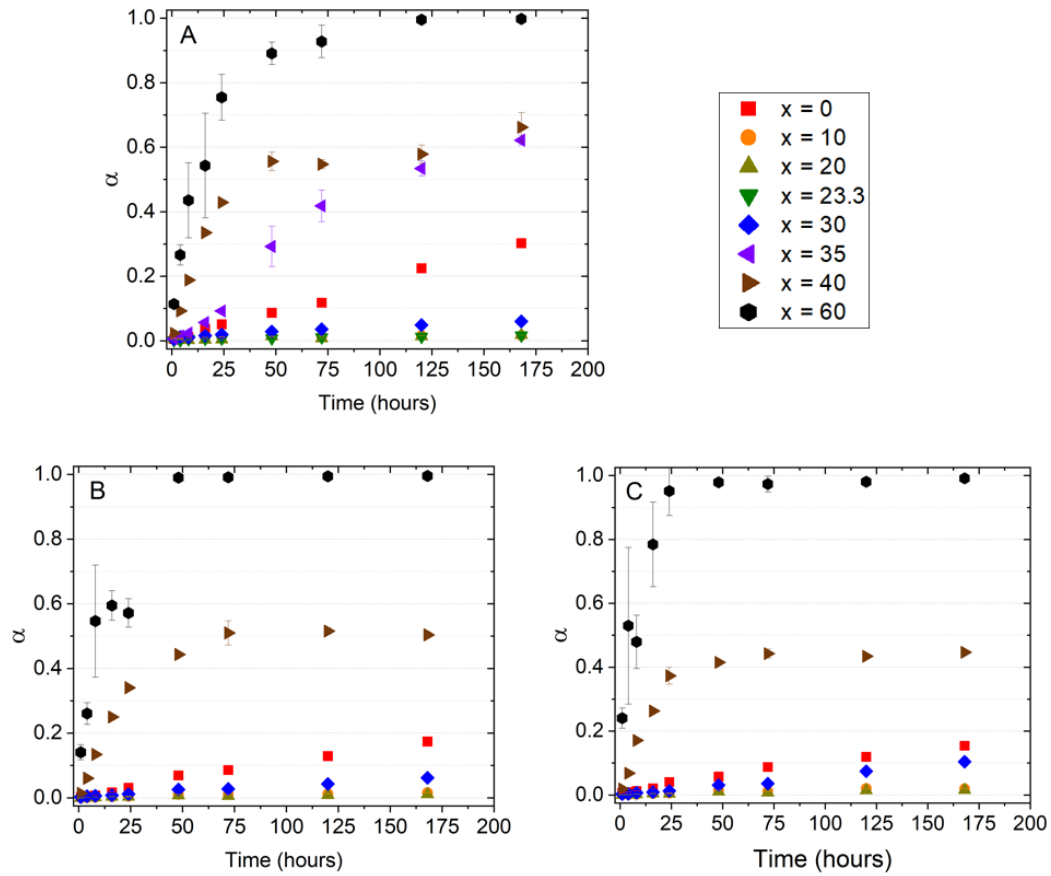 A
1.0
0.8
0.6
0.4
0.2
0.0
α
0 25 50 75 100 125 150 175 200
Time (hours)
x = 0
x = 10
x = 20
x = 23.3
x = 30
x = 35
x = 40
x = 60
B
1.0
0.8
0.6
0.4
0.2
0.0
α
0 25 50 75 100 125 150 175 200
Time (hours)
C
1.0
0.8
0.6
0.4
0.2
0.0
α
0 25 50 75 100 125 150 175 200
Time (hours)